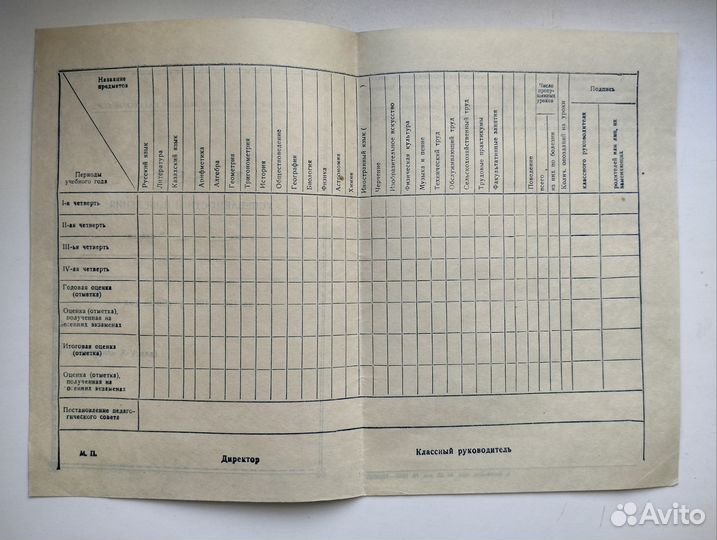 Название
предметов
Периоды
учебного года
Русский язык
Литература
Казахский язык
Арифметика
Алгебра
Геометрия
Тригонометрия
История
Обществоведение
География
Биология
Физика
Астрономия
Химия
Иностранный язык (          )
Черчение
Изобразительное искусство
Физическая культура
Музыка и пение
Технический труд
Обслуживающий труд
Сельскохозяйственный труд
Трудовые практикумы
Факультативные занятия
Поведение
Число
пропу-
щенных
уроков
всего
из них по болезни
Колич. опозданий на уроки
Подпись
классного руководителя
родителей или лиц, их
заменяющих
I-я четверть
II-ая четверть
III-ья четверть
IV-ая четверть
Годовая оценка
(отметка)
Оценка (отметка),
полученная на
осенних экзаменах
Итоговая оценка
(отметка)
Оценка (отметка),
полученная на
осенних экзаменах
Постановление педаго-
гического совета
М. П.
Директор
Классный руководитель
Avito